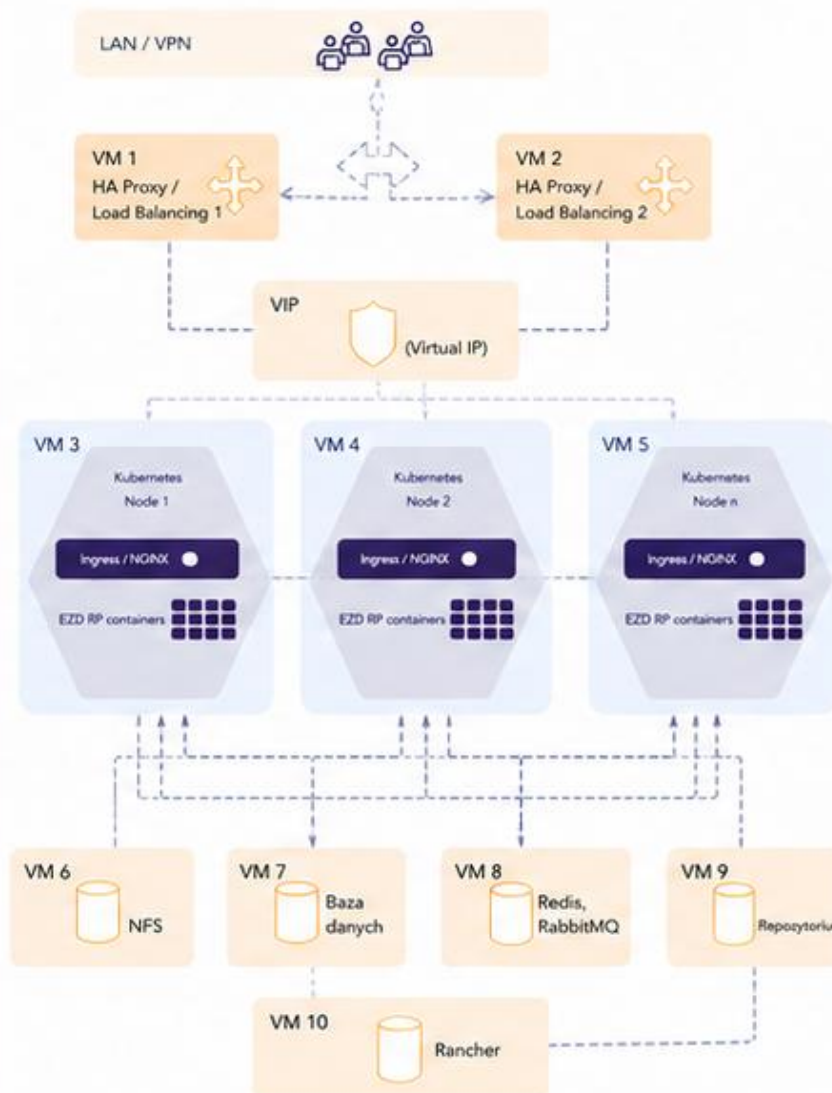 LAN / VPN
VM 1
HA Proxy /
Load Balancing 1
VM 2
HA Proxy /
Load Balancing 2
VIP
(Virtual IP)
VM 3
Kubernetes
Node 1
Ingress / NGINX
EZD RP containers
VM 4
Kubernetes
Node 2
Ingress / NGINX
EZD RP containers
VM 5
Kubernetes
Node n
Ingress / NGINX
EZD RP containers
VM 6
NFS
VM 7
Baza
danych
VM 8
Redis,
RabbitMQ
VM 9
Repozytoriu
VM 10
Rancher